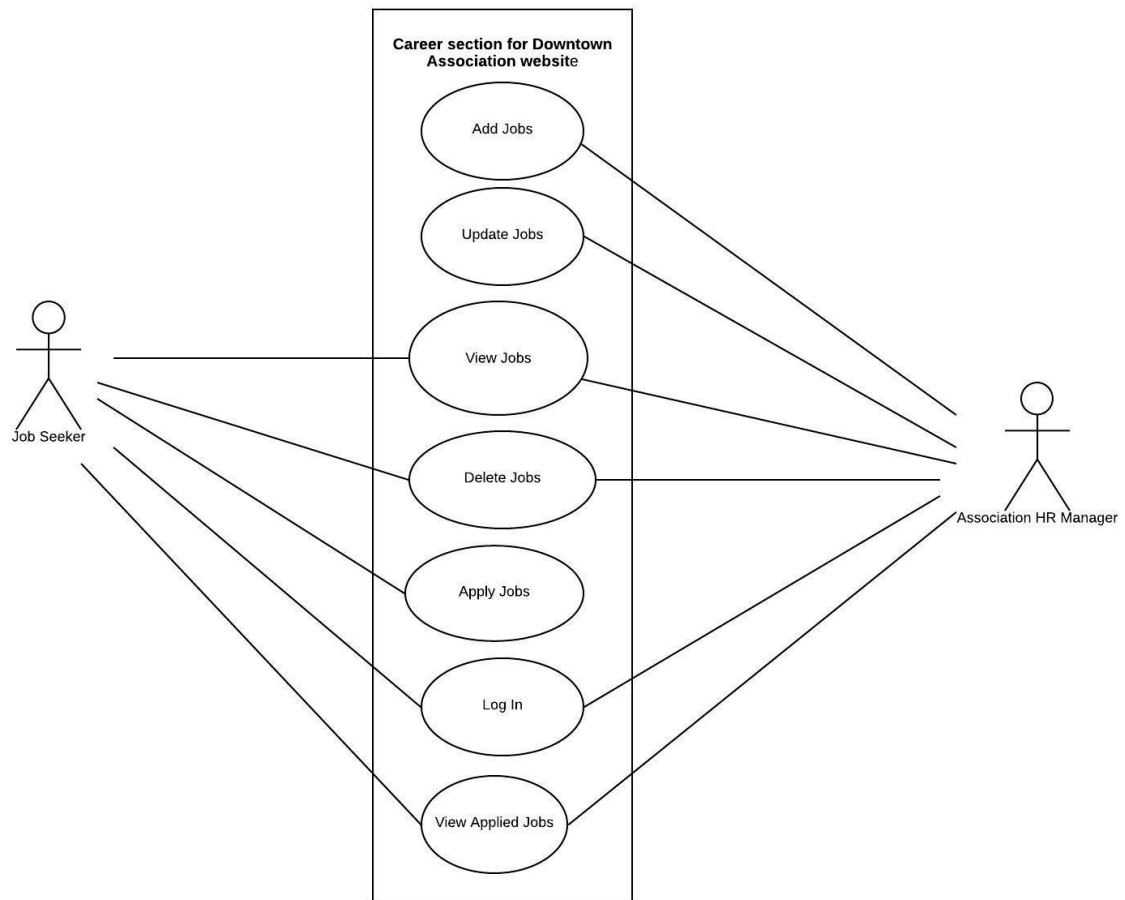 Career section for Downtown
Association website
Add Jobs
Update Jobs
View Jobs
Job Seeker
Delete Jobs
Association HR Manager
Apply Jobs
Log In
View Applied Jobs